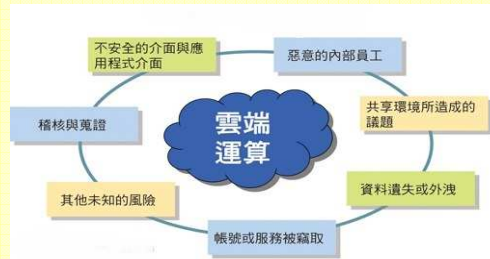 不安全的介面與應
用程式介面
惡意的內部員工
稽核與蒐證
雲端
運算
共享環境所造成的
議題
其他未知的風險
資料遺失或外洩
帳號或服務被竊取